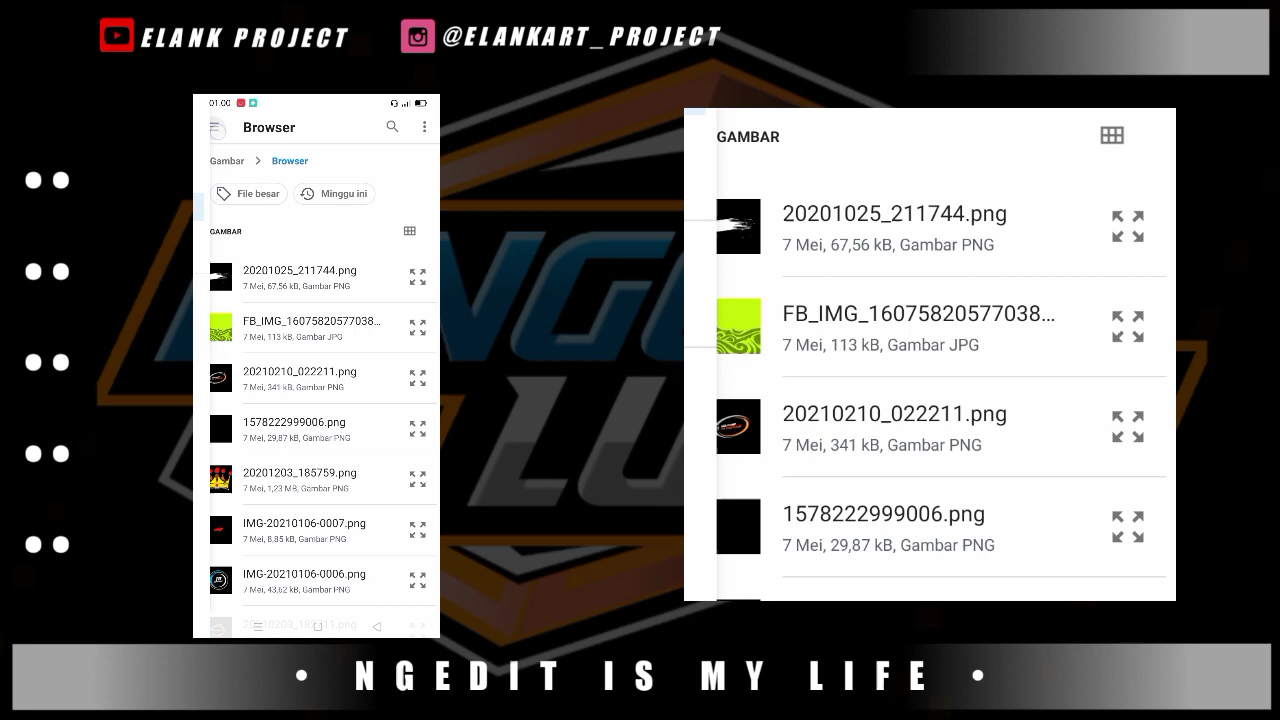 ELANK PROJECT
@ELANKART_PROJECT
01.00
Browser
Gambar > Browser
File besar
Minggu ini
GAMBAR
20201025_211744.png
7 Mei, 67,56 kB, Gambar PNG
FB_IMG_16075820577038...
7 Mei, 113 kB, Gambar JPG
20210210_022211.png
7 Mei, 341 kB, Gambar PNG
1578222999006.png
7 Mei, 29,87 kB, Gambar PNG
20201203_185759.png
7 Mei, 1,23 MB, Gambar PNG
IMG-20210106-0007.png
7 Mei, 8,85 kB, Gambar PNG
IMG-20210106-0006.png
7 Mei, 43,62 kB, Gambar PNG
GAMBAR
20201025_211744.png
7 Mei, 67,56 kB, Gambar PNG
FB_IMG_16075820577038...
7 Mei, 113 kB, Gambar JPG
20210210_022211.png
7 Mei, 341 kB, Gambar PNG
1578222999006.png
7 Mei, 29,87 kB, Gambar PNG
• NGEDIT IS MY LIFE •